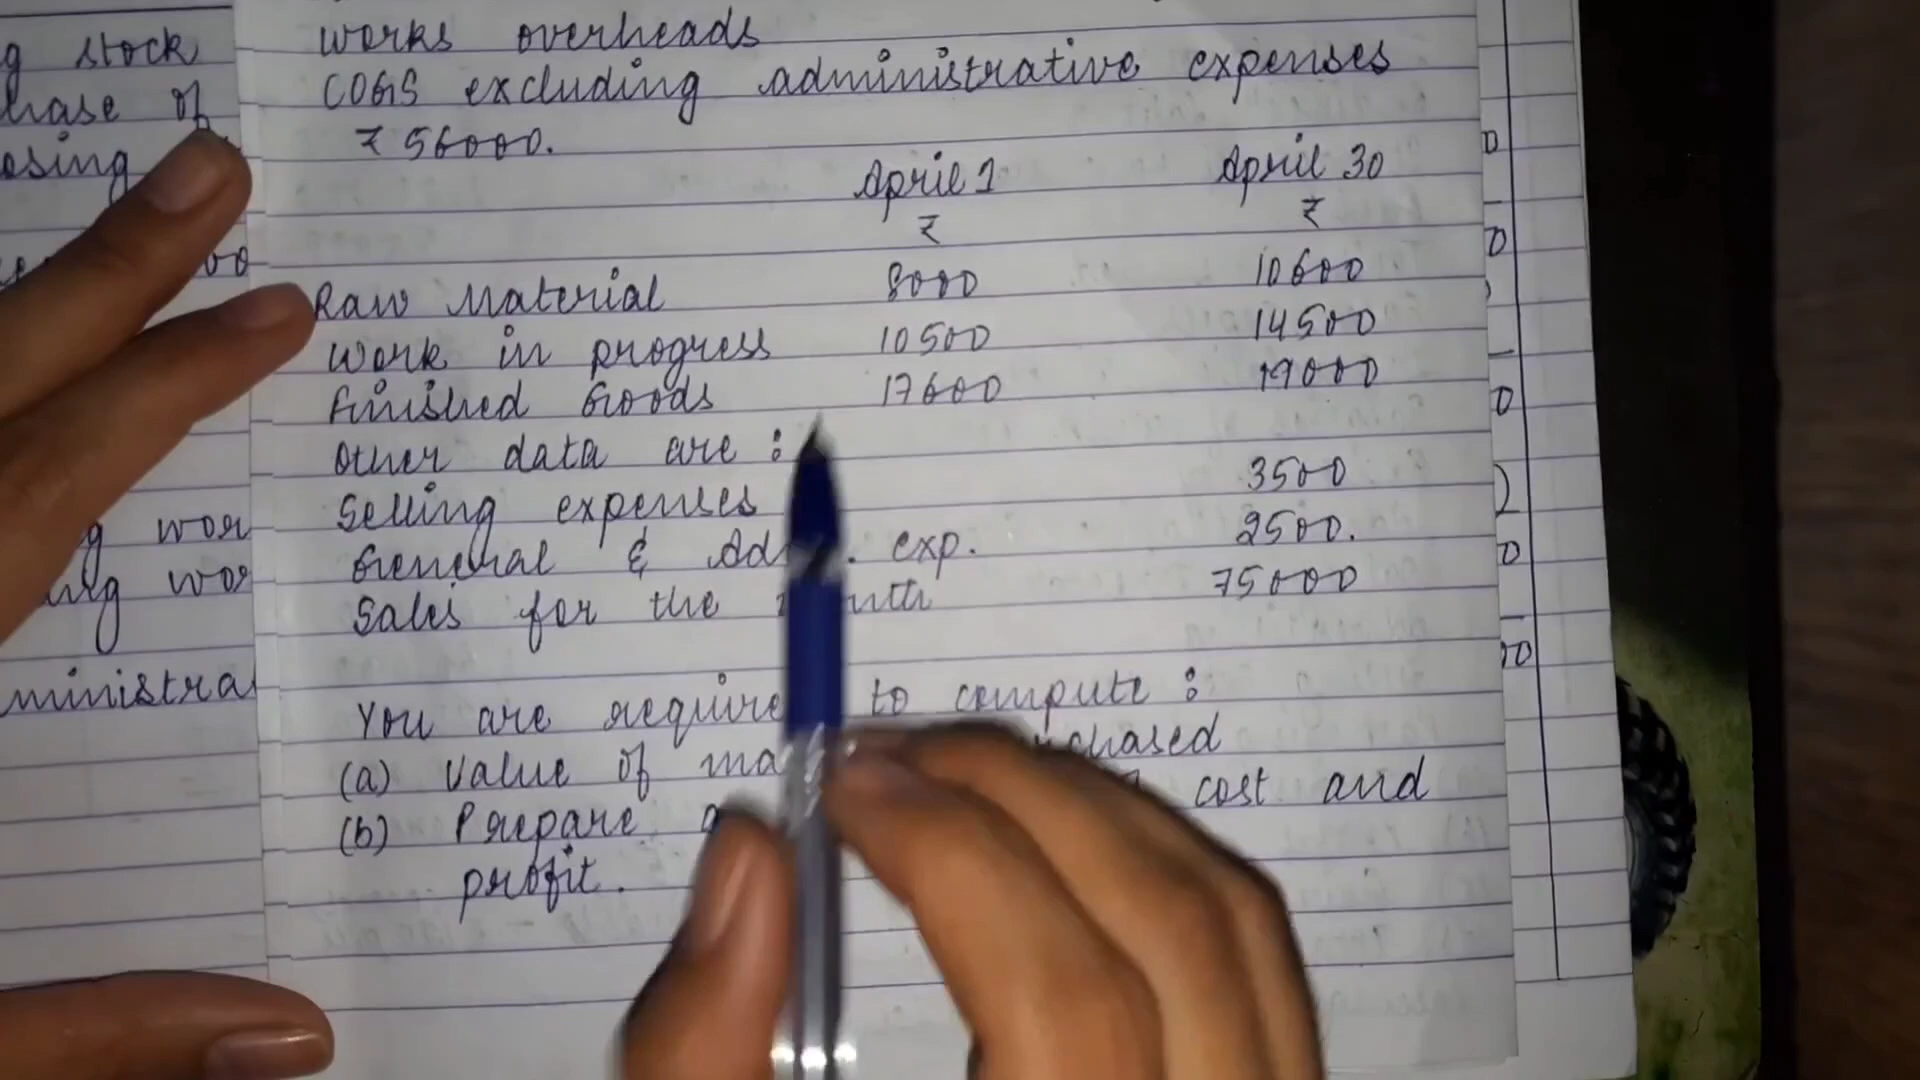 works overheads
COGS excluding administrative expenses
₹ 56000.
April 1 April 30
₹ ₹
Raw Material 8000 10600
Work in progress 10500 14500
Finished Goods 17600 19000
Other data are :
Selling expenses 3500
General & exp. 2500.
Sales for the 75000
You are to compute :
(a) Value of
(b) Prepare cost and
profit.
g stock
of